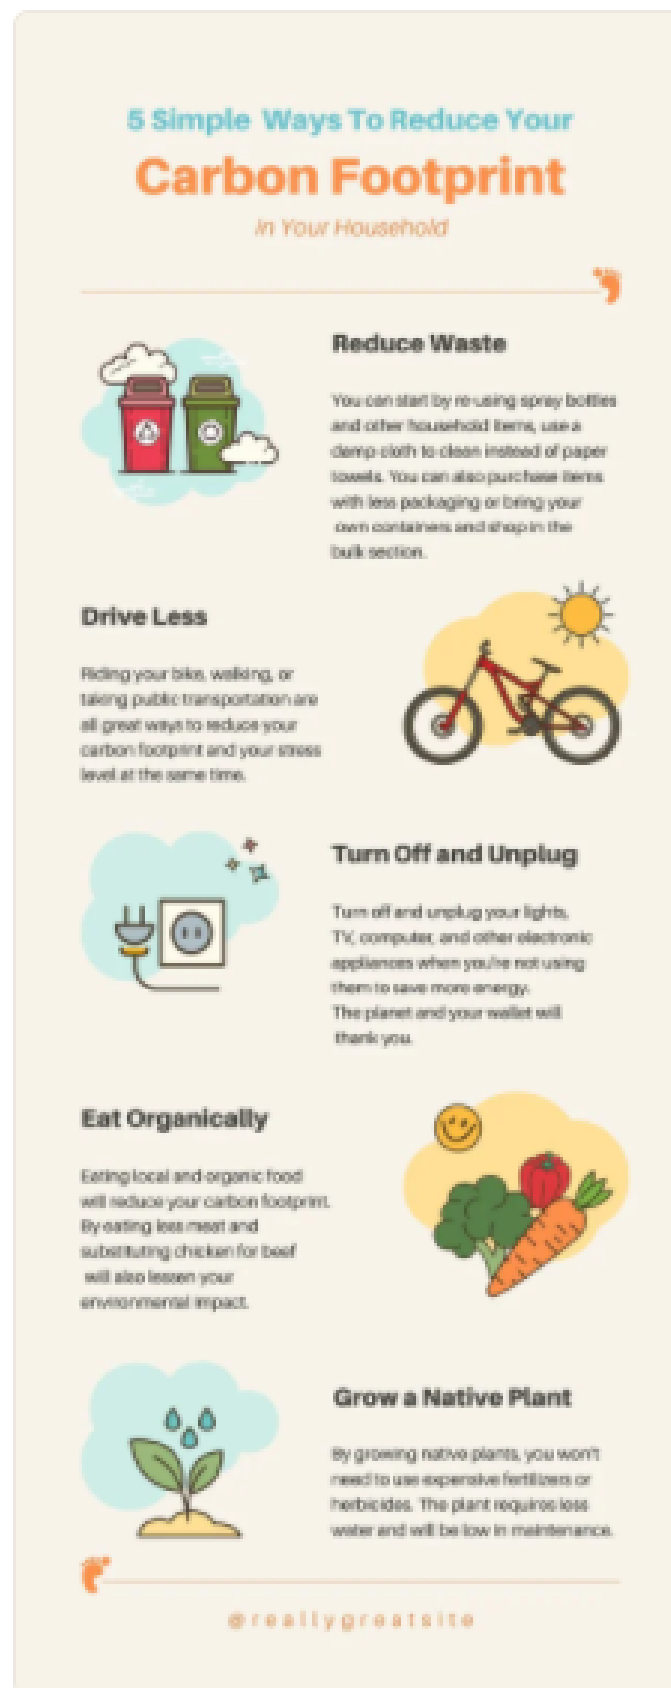 5 Simple Ways To Reduce Your
Carbon Footprint
in Your Household
Reduce Waste
You can start by re-using spray bottles
and other household items, use a
damp cloth to clean instead of paper
towels. You can also purchase items
with less packaging or bring your
own containers and shop in the
bulk section.
Drive Less
Riding your bike, walking, or
taking public transportation are
all great ways to reduce your
carbon footprint and your stress
level at the same time.
Turn Off and Unplug
Turn off and unplug your lights,
TV, computer, and other electronic
appliances when you're not using
them to save more energy.
The planet and your wallet will
thank you.
Eat Organically
Eating local and organic food
will reduce your carbon footprint.
By eating less meat and
substituting chicken for beef
will also lessen your
environmental impact.
Grow a Native Plant
By growing native plants, you won't
need to use expensive fertilizers or
herbicides. The plant requires less
water and will be low in maintenance.
@reallygreatsite